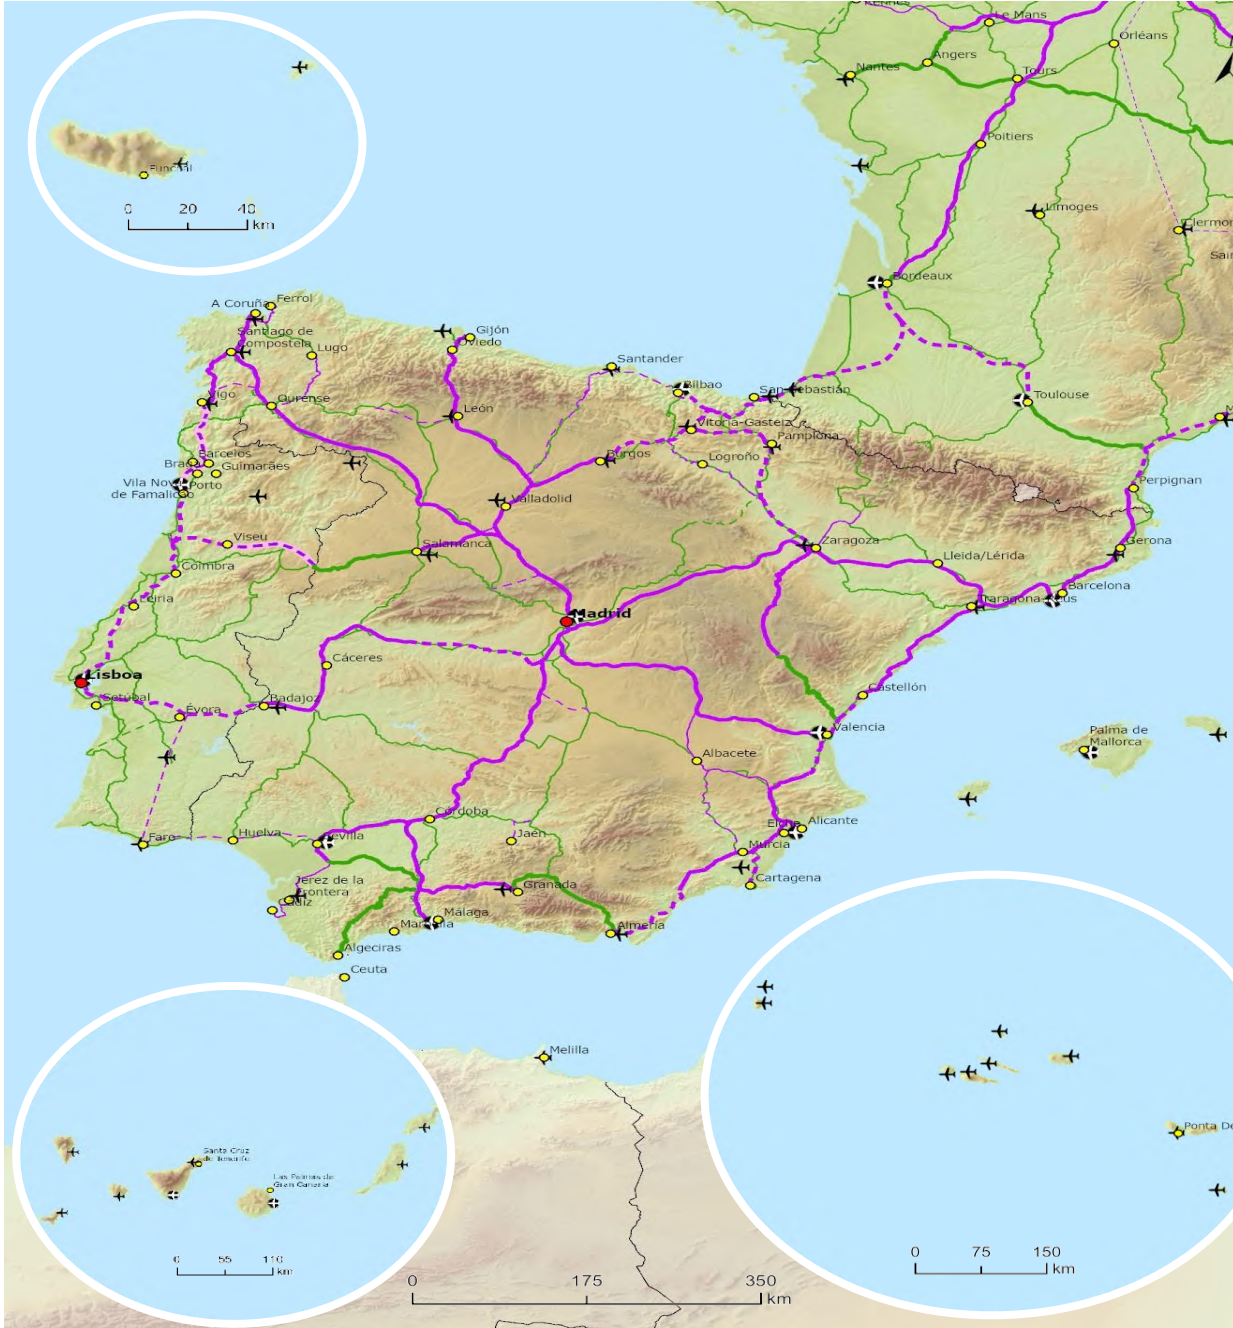 Le Mans
Orléans
Angers
Nantes
Tours
Poitiers
Funchal
0 20 40
km
Limoges
Bordeaux
A Coruña
Ferrol
Santiago de
Compostela
Lugo
Gijón
Oviedo
Santander
Bilbao
San Sebastián
Toulouse
Vigo
Ourense
León
Vitoria-Gasteiz
Pamplona
Logroño
Burgos
Barcelos
Guimarães
Vila Nova
de Famalicão
Porto
Valladolid
Perpignan
Viseu
Salamanca
Zaragoza
Gerona
Lleida/Lérida
Coimbra
Barcelona
Leiria
Madrid
Lisboa
Cáceres
Setúbal
Badajoz
Évora
Castellón
Valencia
Palma de
Mallorca
Albacete
Córdoba
Faro
Huelva
Sevilla
Jaén
Elche
Alicante
Murcia
Cartagena
Jerez de la
Frontera
Cádiz
Granada
Málaga
Marbella
Almería
Algeciras
Ceuta
Melilla
Santa Cruz
de Tenerife
Las Palmas de
Gran Canaria
0 55 110
km
Ponta De
0 75 150
km
0 175 350
km